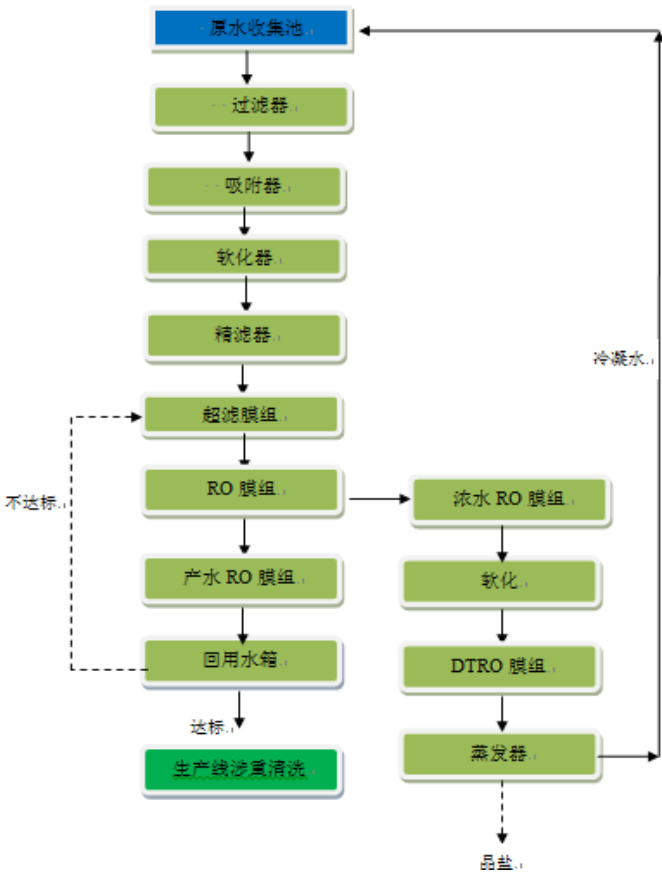 原水收集池
过滤器
吸附器
软化器
精滤器
冷凝水
超滤膜组
不达标
RO 膜组
浓水 RO 膜组
产水 RO 膜组
软化
回用水箱
DTRO 膜组
达标
生产线涉重清洗
蒸发器
品盐